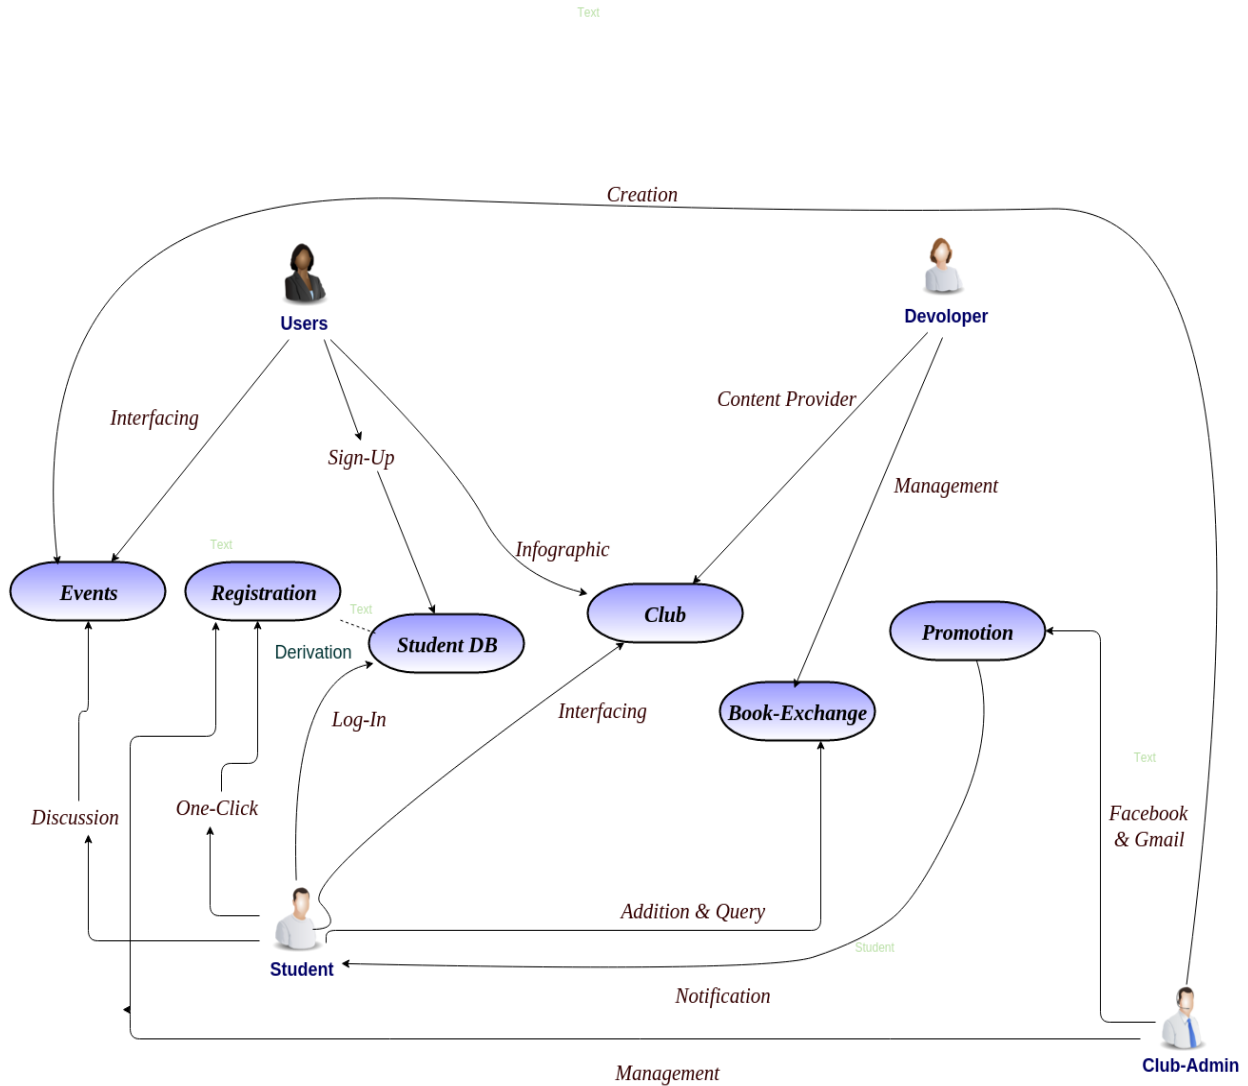 Text
Creation
Users
Devoloper
Content Provider
Interfacing
Sign-Up
Management
Text
Infographic
Events
Registration
Text
Club
Student DB
Promotion
Derivation
Interfacing
Book-Exchange
Log-In
Text
One-Click
Discussion
Facebook
& Gmail
Addition & Query
Student
Student
Notification
Club-Admin
Management